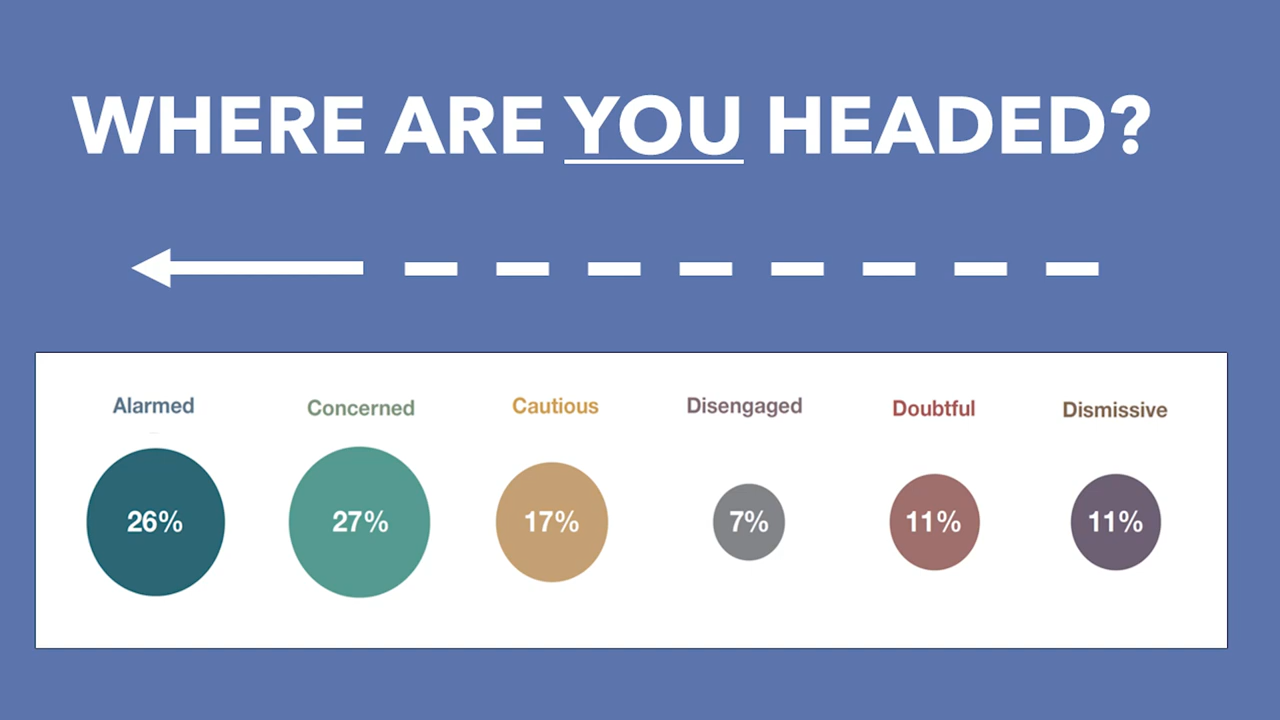 WHERE ARE YOU HEADED?
Alarmed Concerned Cautious Disengaged Doubtful Dismissive
26% 27% 17% 7% 11% 11%